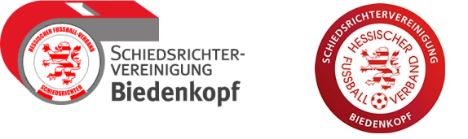 HESSISCHER FUSSBALL-VERBAND
SCHIEDSRICHTER
SCHIEDSRICHTER-
VEREINIGUNG
Biedenkopf
SCHIEDSRICHTERVEREINIGUNG
HESSISCHER
FUSSBALL VERBAND
BIEDENKOPF